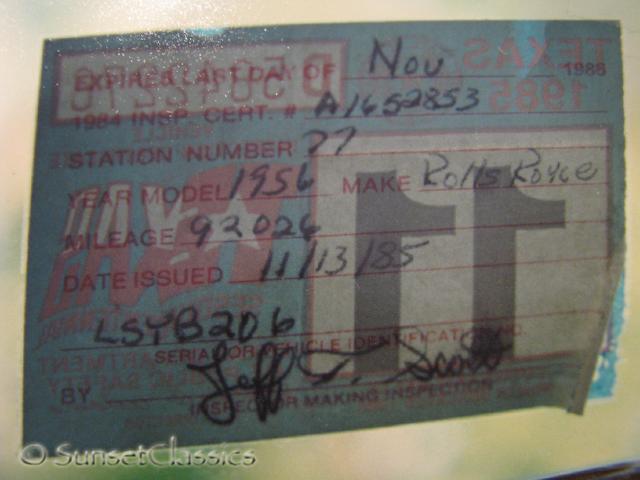 EXPIRES LAST DAY OF Nov 1986
1984 INSP. CERT. # A1652853
STATION NUMBER 77
YEAR MODEL 1956 MAKE Rolls Royce
MILEAGE 92026
DATE ISSUED 11/13/85
LSYB206
SERIAL OR VEHICLE IDENTIFICATION NO.
BY Jeff T. Scott
INSPECTOR MAKING INSPECTION
TEXAS
1985
11
© SunsetClassics